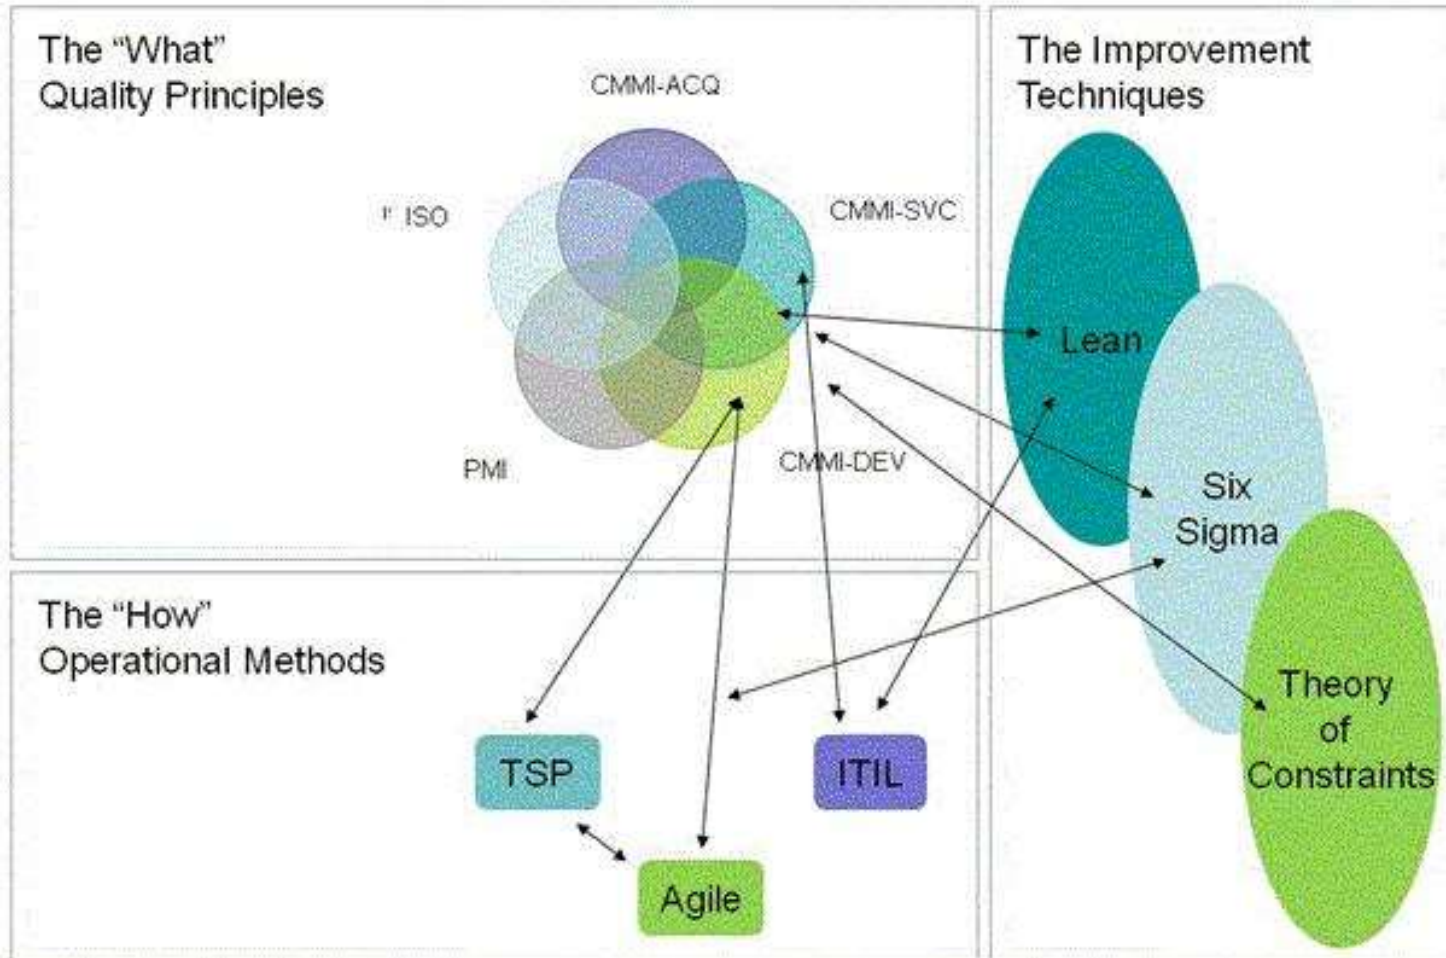 The “What”
Quality Principles
CMMI-ACQ
ISO
CMMI-SVC
PMI
CMMI-DEV
The Improvement
Techniques
Lean
Six
Sigma
Theory
of
Constraints
The “How”
Operational Methods
TSP
ITIL
Agile